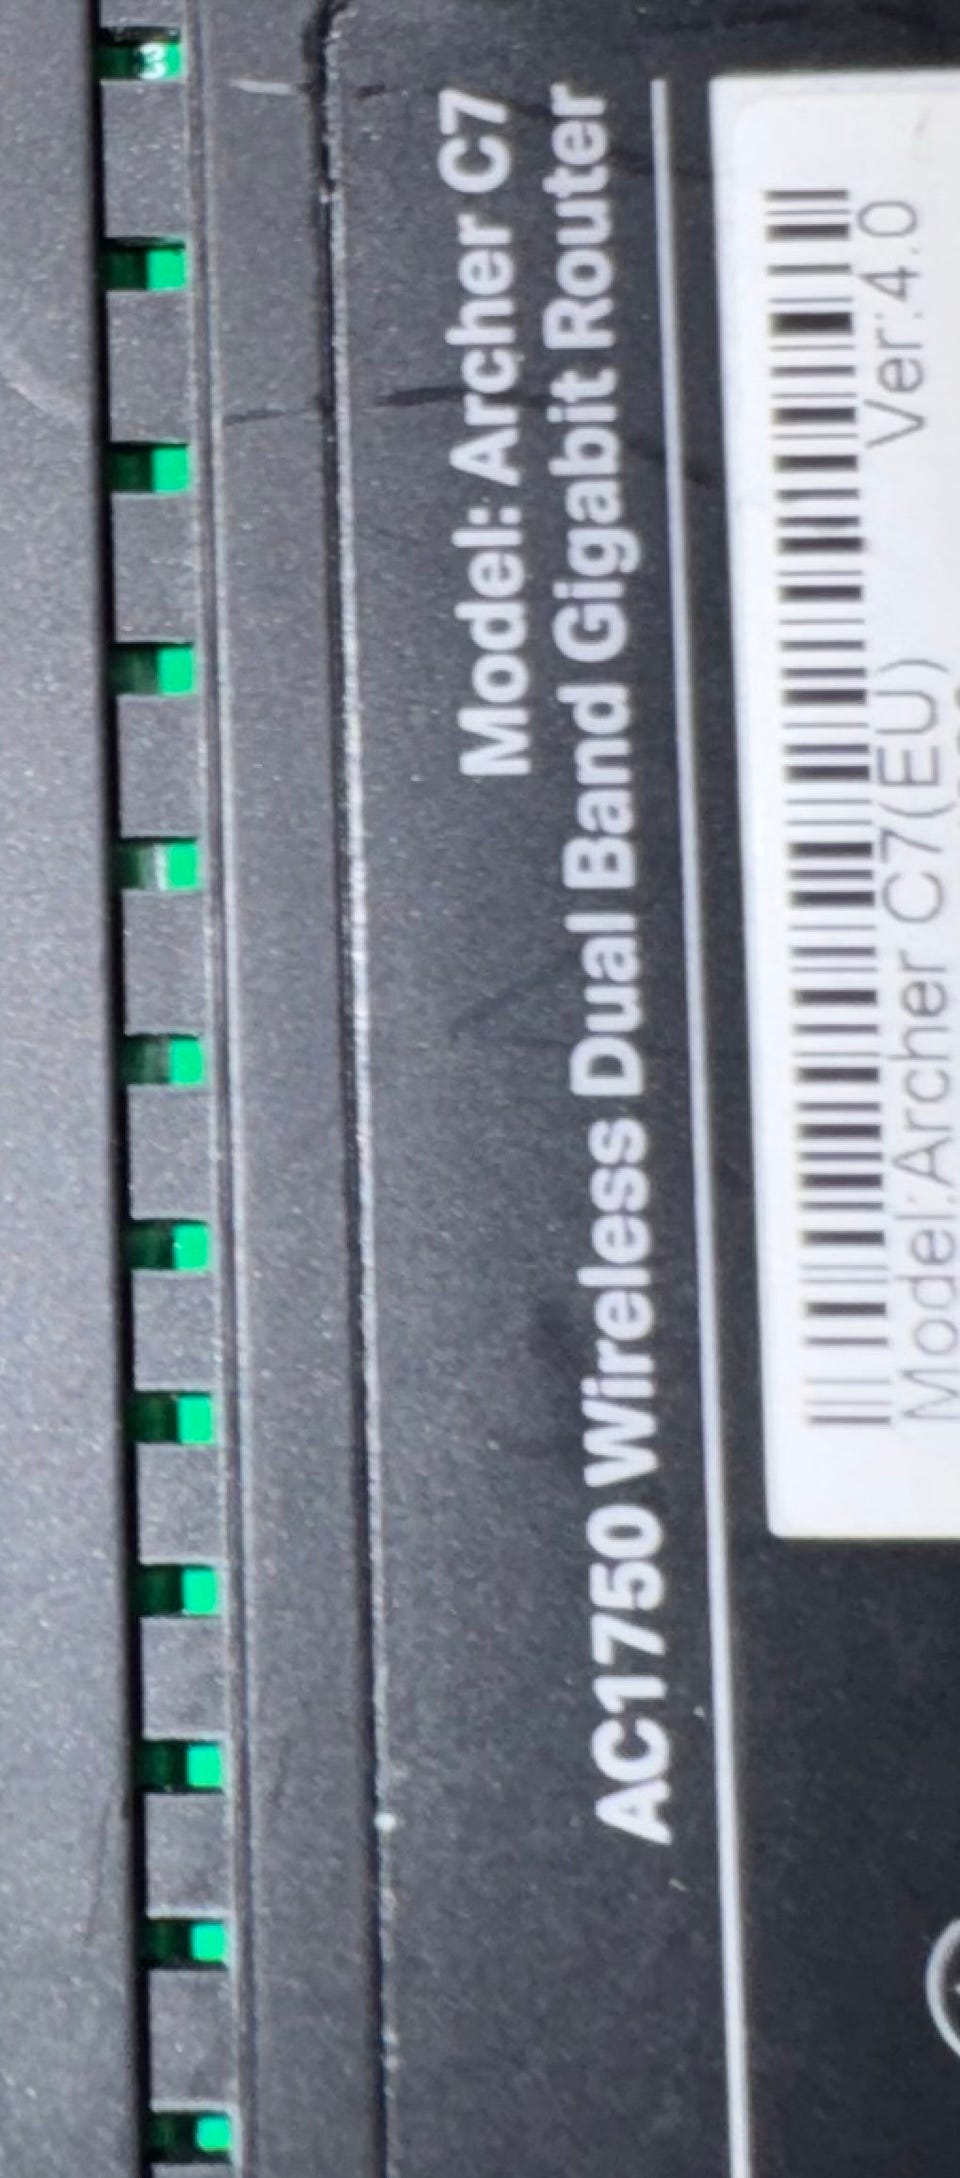 Model: Archer C7
AC1750 Wireless Dual Band Gigabit Router
Model:Archer C7(EU) Ver:4.0